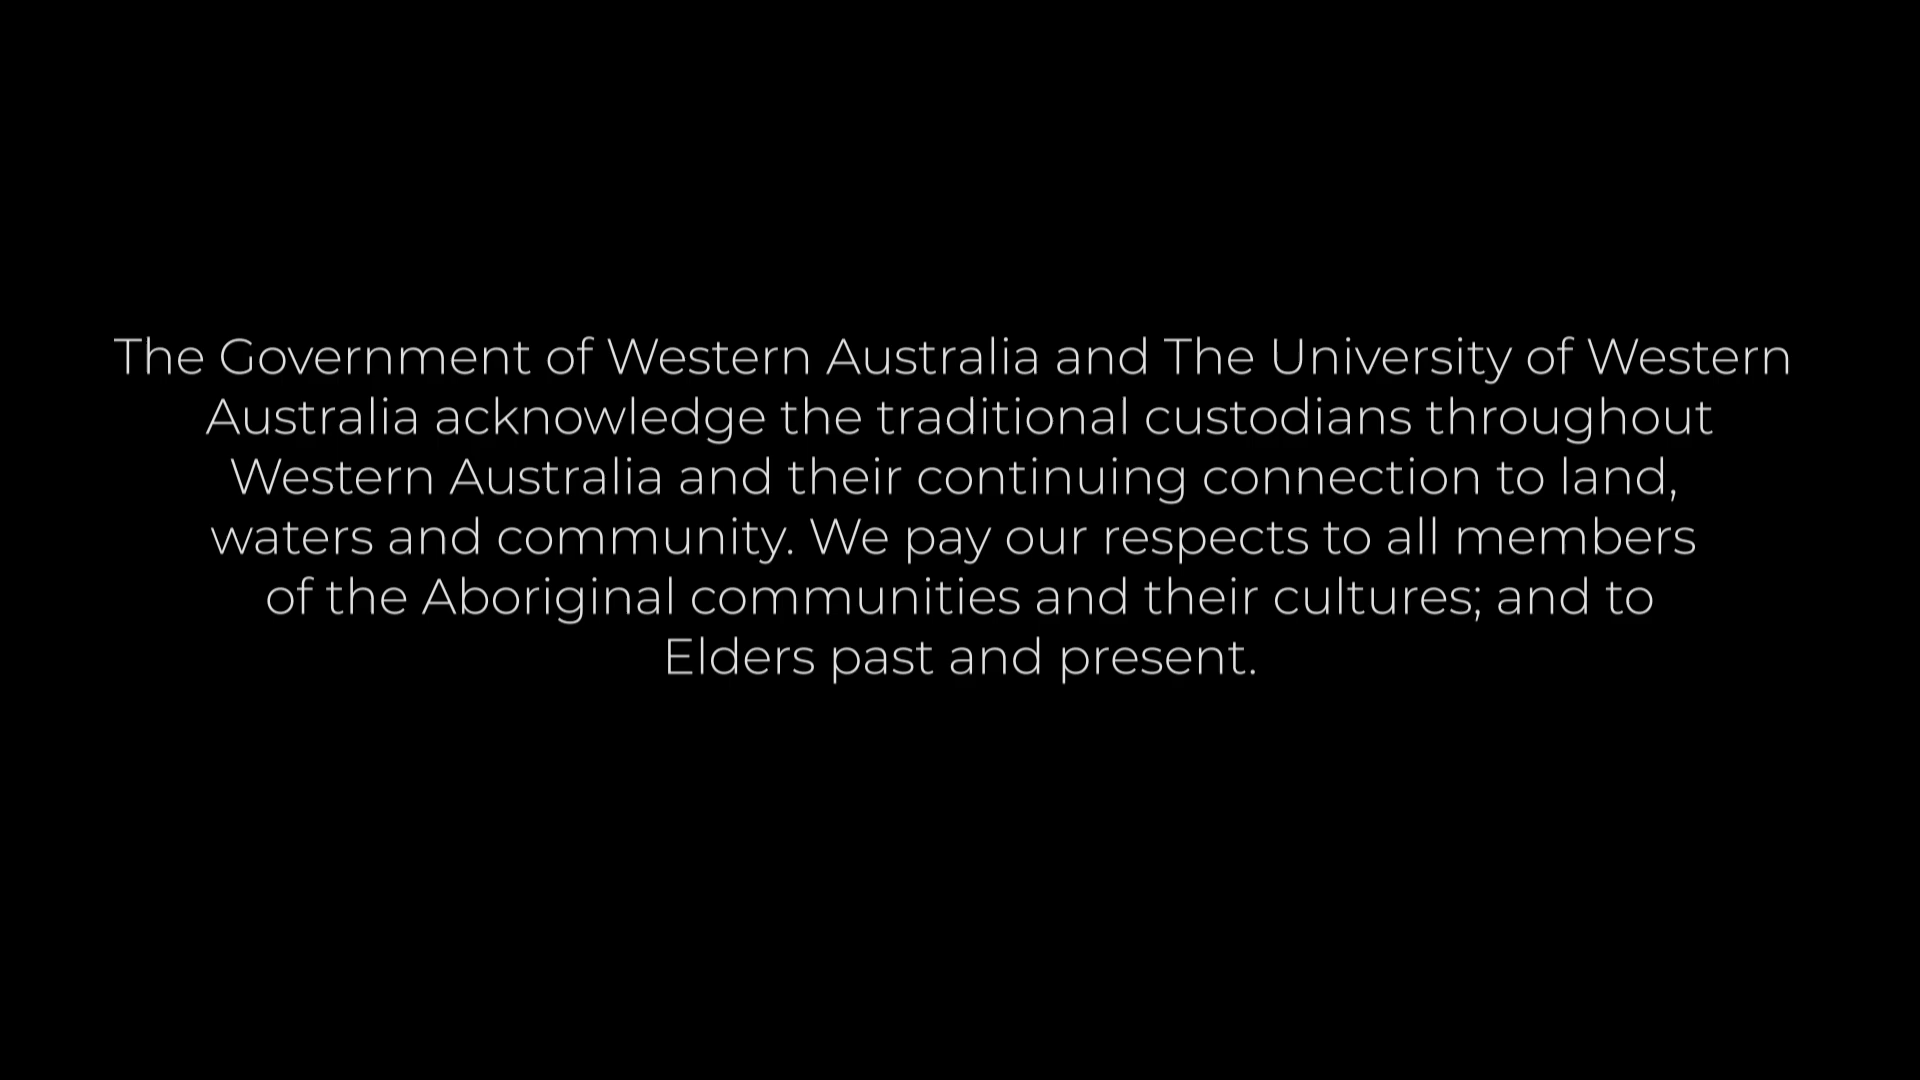 The Government of Western Australia and The University of Western
Australia acknowledge the traditional custodians throughout
Western Australia and their continuing connection to land,
waters and community. We pay our respects to all members
of the Aboriginal communities and their cultures; and to
Elders past and present.